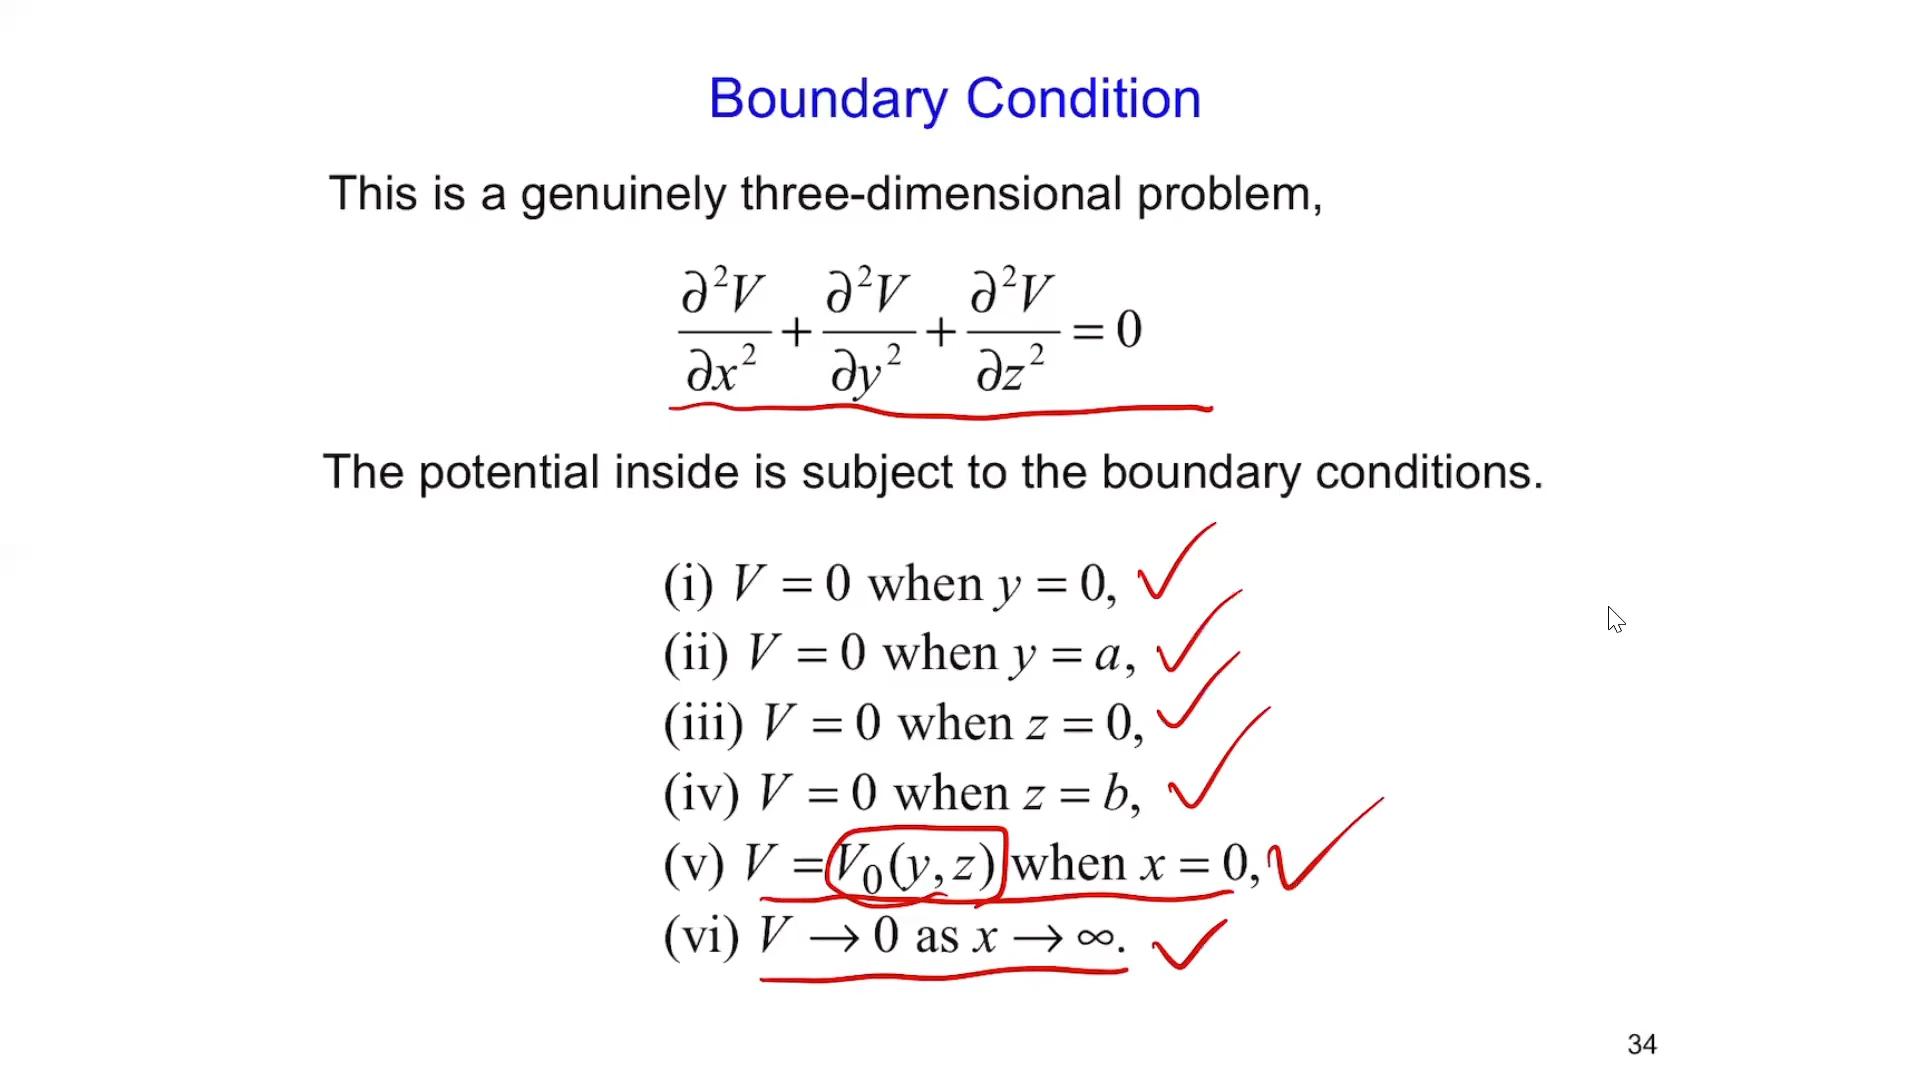 Boundary Condition
This is a genuinely three-dimensional problem,
∂²V/∂x² + ∂²V/∂y² + ∂²V/∂z² = 0
The potential inside is subject to the boundary conditions.
(i) V = 0 when y = 0,
(ii) V = 0 when y = a,
(iii) V = 0 when z = 0,
(iv) V = 0 when z = b,
(v) V = V₀(y, z) when x = 0,
(vi) V → 0 as x → ∞.
34